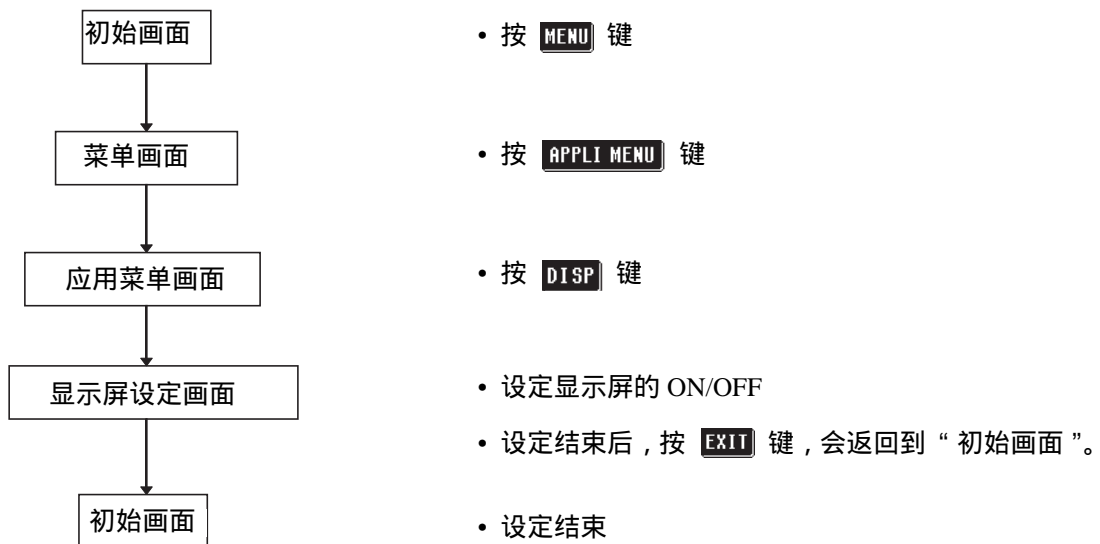 初始画面
• 按 MENU 键
菜单画面
• 按 APPLI MENU 键
应用菜单画面
• 按 DISP 键
显示屏设定画面
• 设定显示屏的 ON/OFF
• 设定结束后，按 EXIT 键，会返回到“初始画面”。
初始画面
• 设定结束